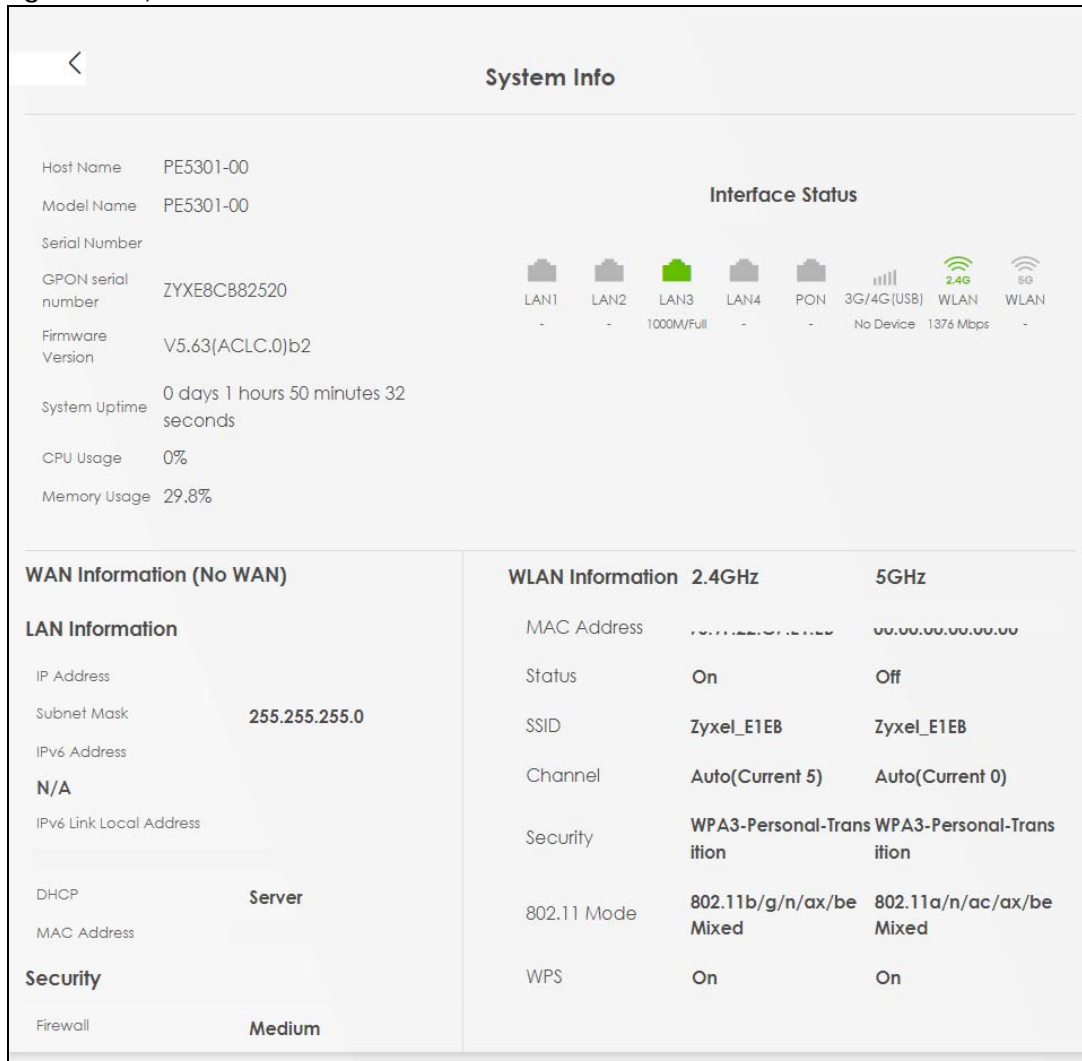 System Info
Host Name PE5301-00
Model Name PE5301-00
Serial Number
GPON serial
number ZYXE8CB82520
Firmware
Version V5.63(ACLC.0)b2
System Uptime 0 days 1 hours 50 minutes 32
seconds
CPU Usage 0%
Memory Usage 29.8%
Interface Status
2.4G 5G
LAN1 LAN2 LAN3 LAN4 PON 3G/4G(USB) WLAN WLAN
- - 1000M/Full - - No Device 1376 Mbps -
WAN Information (No WAN)
LAN Information
IP Address
Subnet Mask 255.255.255.0
IPv6 Address
N/A
IPv6 Link Local Address
DHCP Server
MAC Address
Security
Firewall Medium
WLAN Information 2.4GHz 5GHz
MAC Address
Status On Off
SSID Zyxel_E1EB Zyxel_E1EB
Channel Auto(Current 5) Auto(Current 0)
Security WPA3-Personal-Trans WPA3-Personal-Trans
ition ition
802.11 Mode 802.11b/g/n/ax/be 802.11a/n/ac/ax/be
Mixed Mixed
WPS On On